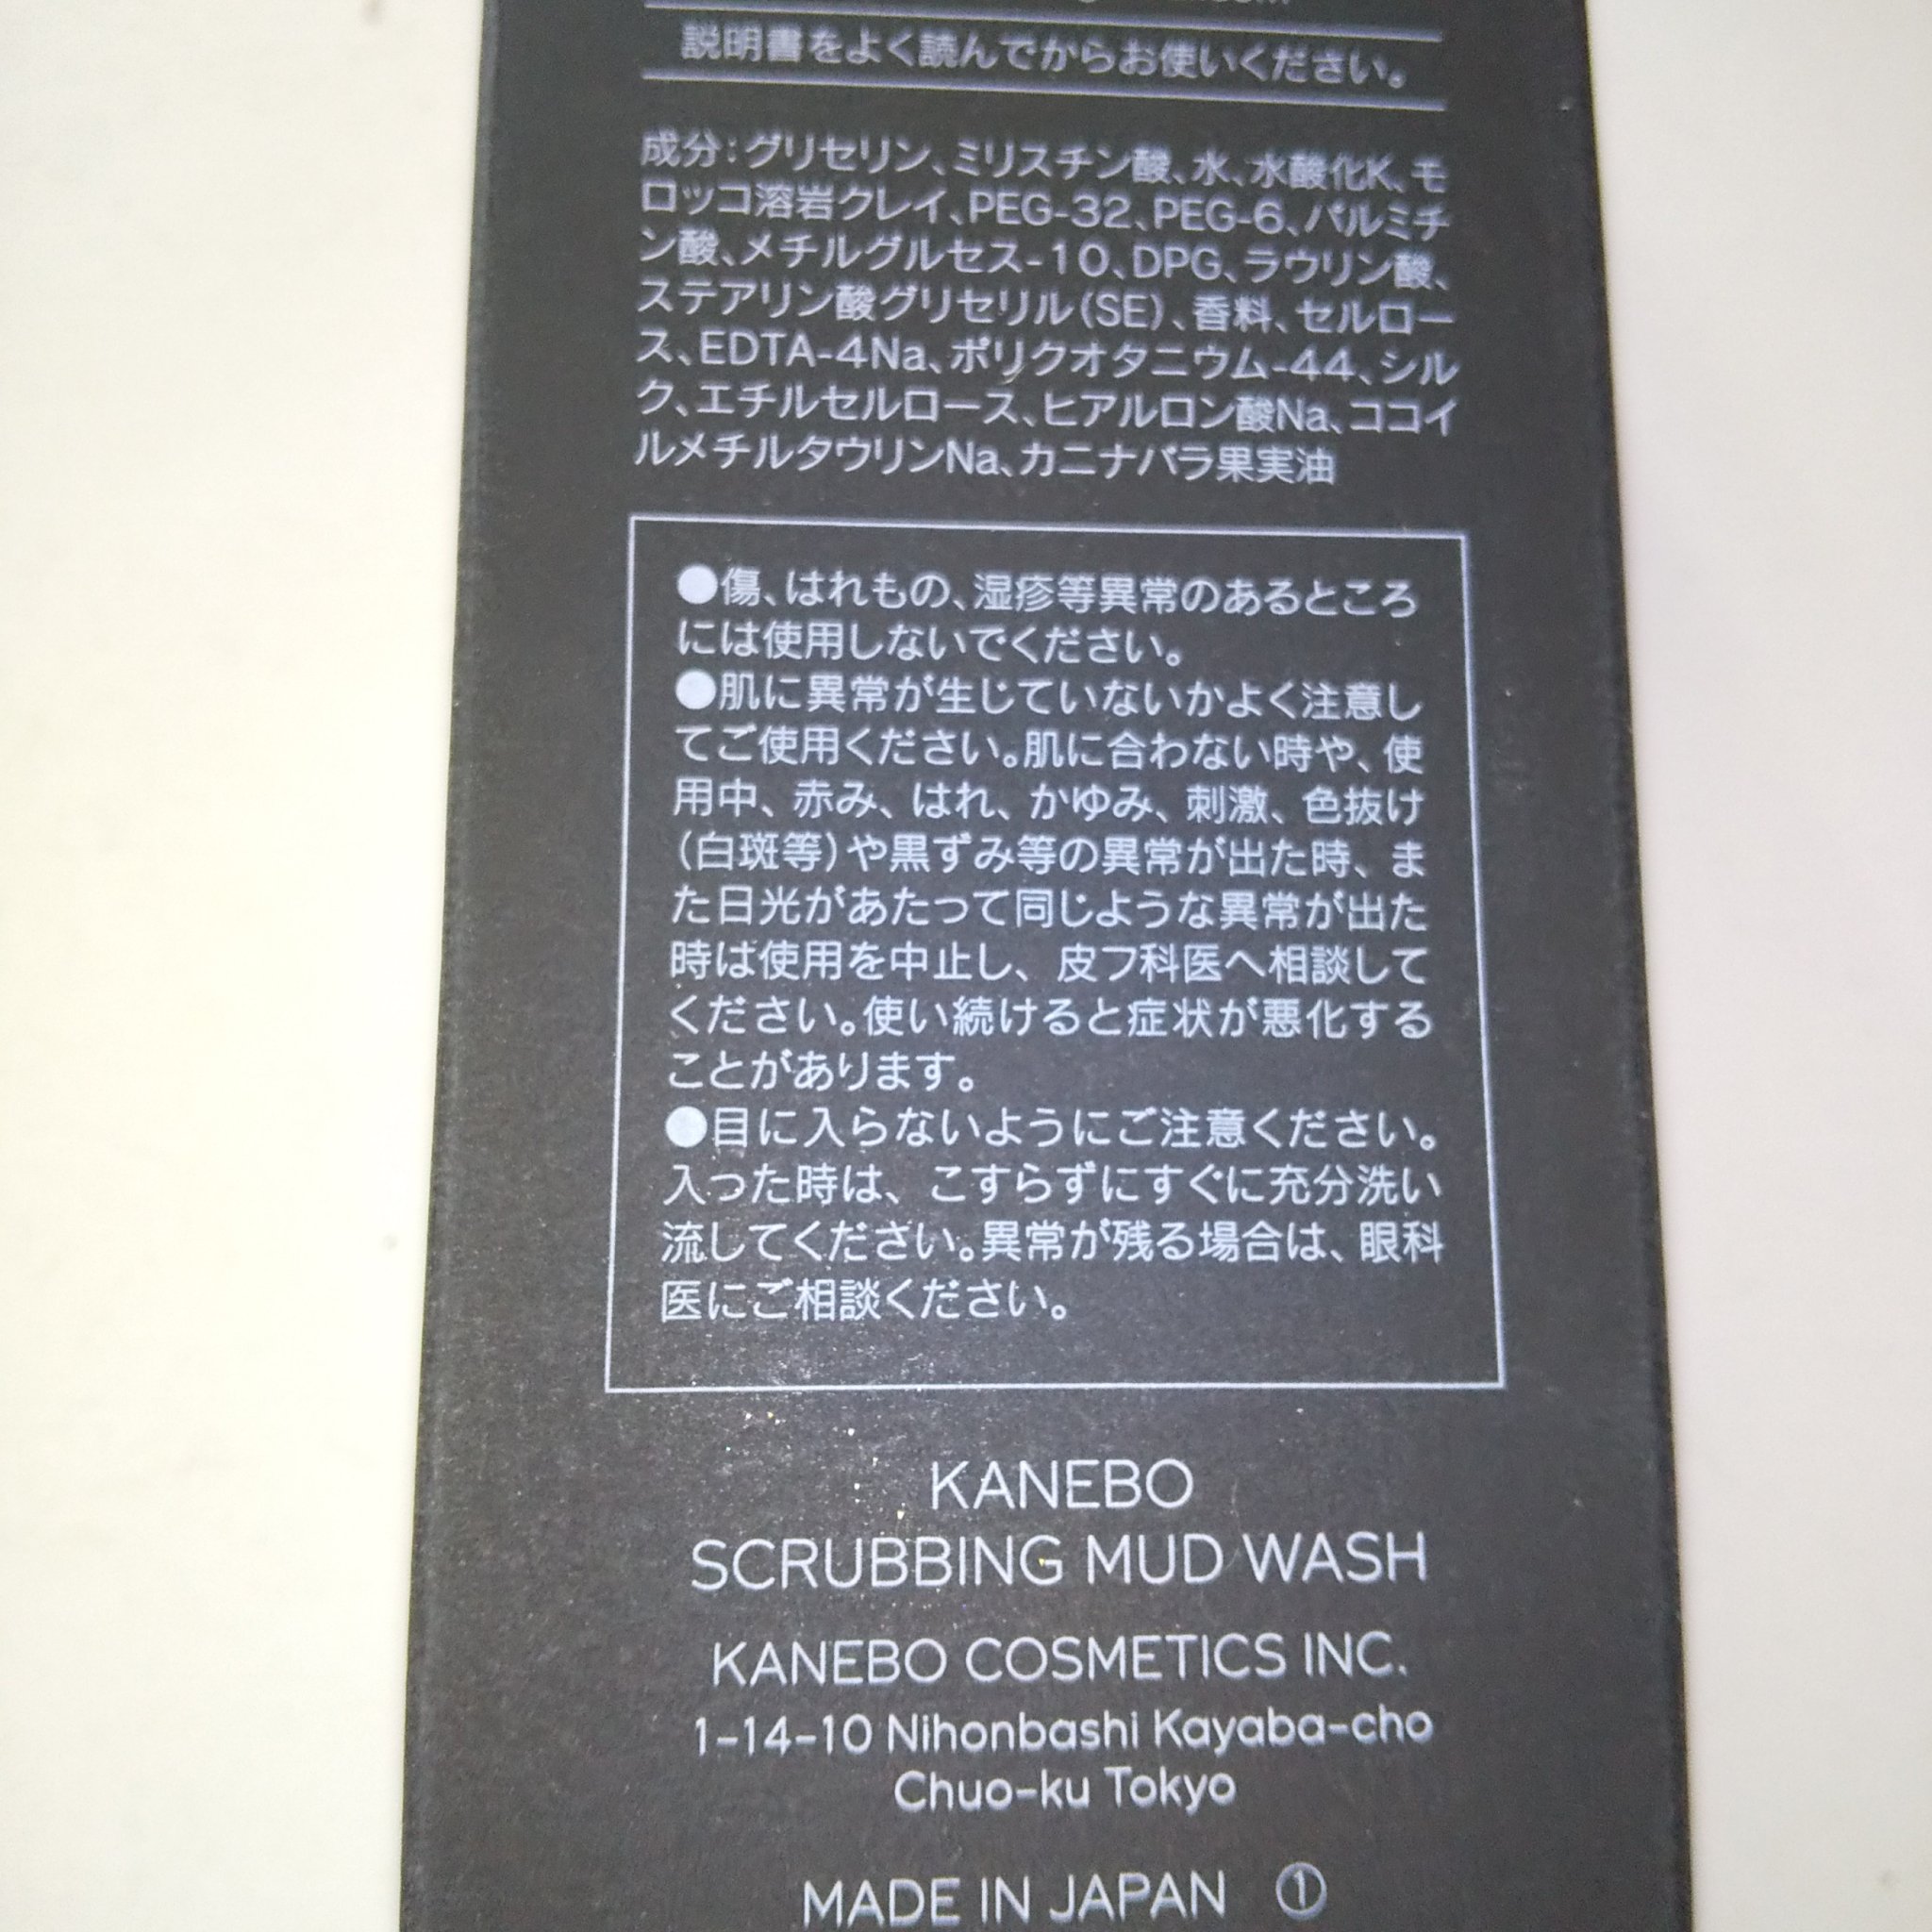 説明書をよく読んでからお使いください。
成分:グリセリン、ミリスチン酸、水、水酸化K、モ
ロッコ溶岩クレイ、PEG-32、PEG-6、パルミチ
ン酸、メチルグルセス-10、DPG、ラウリン酸、
ステアリン酸グリセリル(SE)、香料、セルロー
ス、EDTA-4Na、ポリクオタニウム-44、シル
ク、エチルセルロース、ヒアルロン酸Na、ココイ
ルメチルタウリンNa、カニナバラ果実油
●傷、はれもの、湿疹等異常のあるところ
には使用しないでください。
●肌に異常が生じていないかよく注意し
てご使用ください。肌に合わない時や、使
用中、赤み、はれ、かゆみ、刺激、色抜け
(白斑等)や黒ずみ等の異常が出た時、ま
た日光があたって同じような異常が出た
時は使用を中止し、皮フ科医へ相談して
ください。使い続けると症状が悪化する
ことがあります。
●目に入らないようにご注意ください。
入った時は、こすらずにすぐに充分洗い
流してください。異常が残る場合は、眼科
医にご相談ください。
KANEBO
SCRUBBING MUD WASH
KANEBO COSMETICS INC.
1-14-10 Nihonbashi Kayaba-cho
Chuo-ku Tokyo
MADE IN JAPAN ①